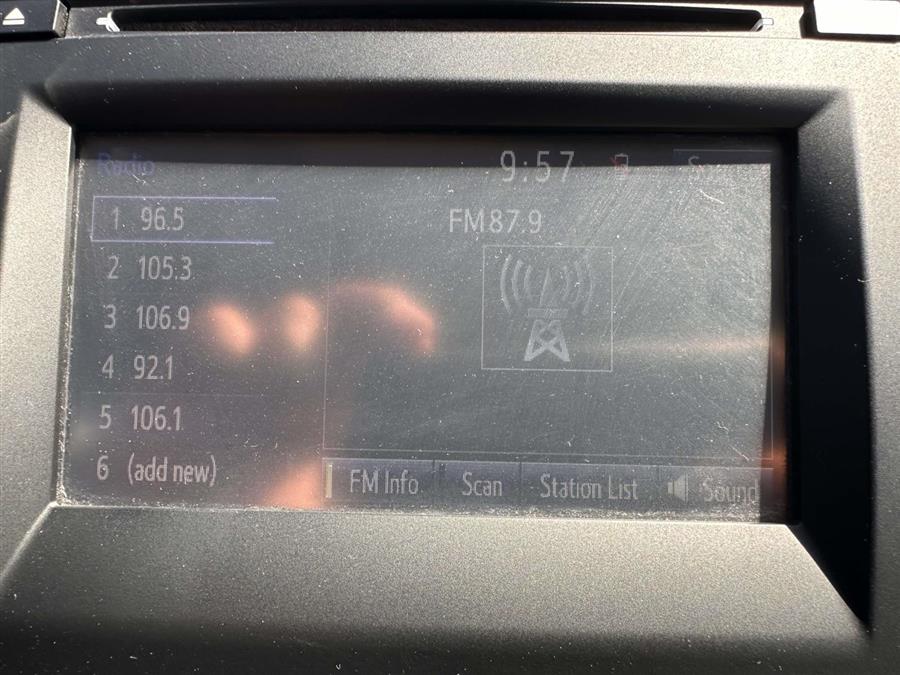 Radio
9:57
1 96.5
FM 87.9
2 105.3
3 106.9
4 92.1
5 106.1
6 (add new)
FM Info
Scan
Station List
Sound